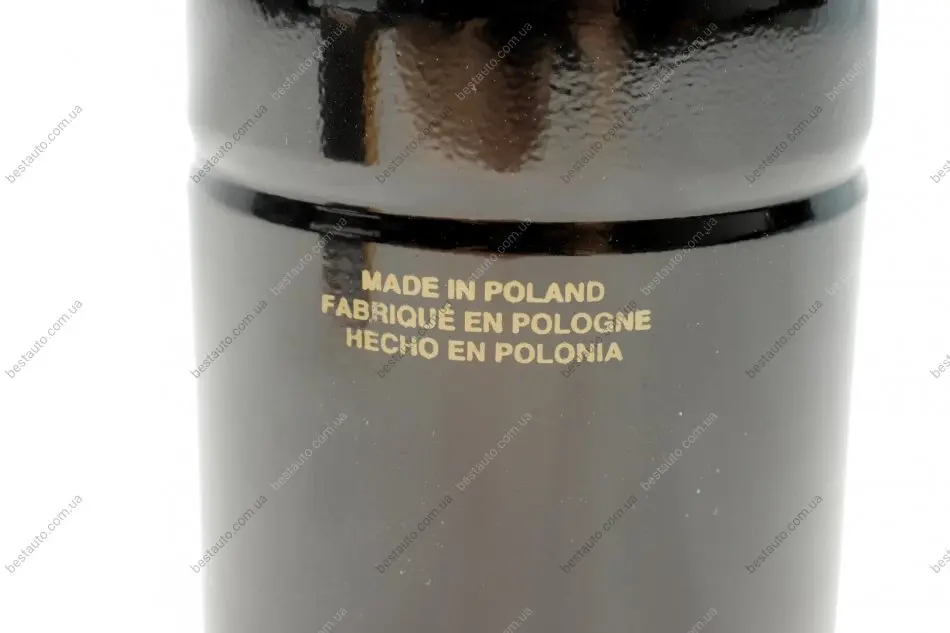 MADE IN POLAND
FABRIQUÉ EN POLOGNE
HECHO EN POLONIA
bestauto.com.ua